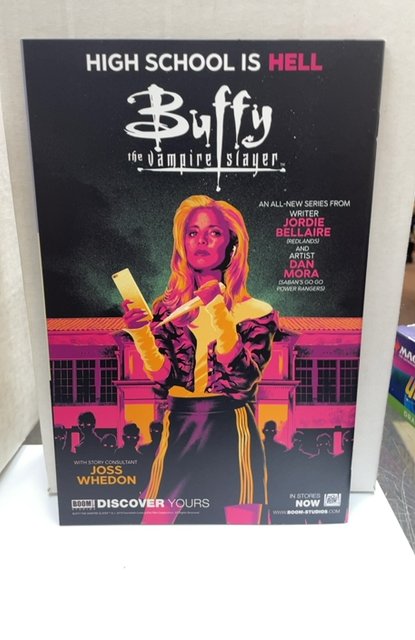 HIGH SCHOOL IS HELL
Buffy
the vampire slayer
AN ALL-NEW SERIES FROM
WRITER
JORDIE
BELLAIRE
(REDLANDS)
AND
ARTIST
DAN
MORA
(SABAN'S GO GO
POWER RANGERS)
WITH STORY CONSULTANT
JOSS
WHEDON
BOOM!
STUDIOS
DISCOVER YOURS
IN STORES
NOW
FOX
WWW.BOOM-STUDIOS.COM